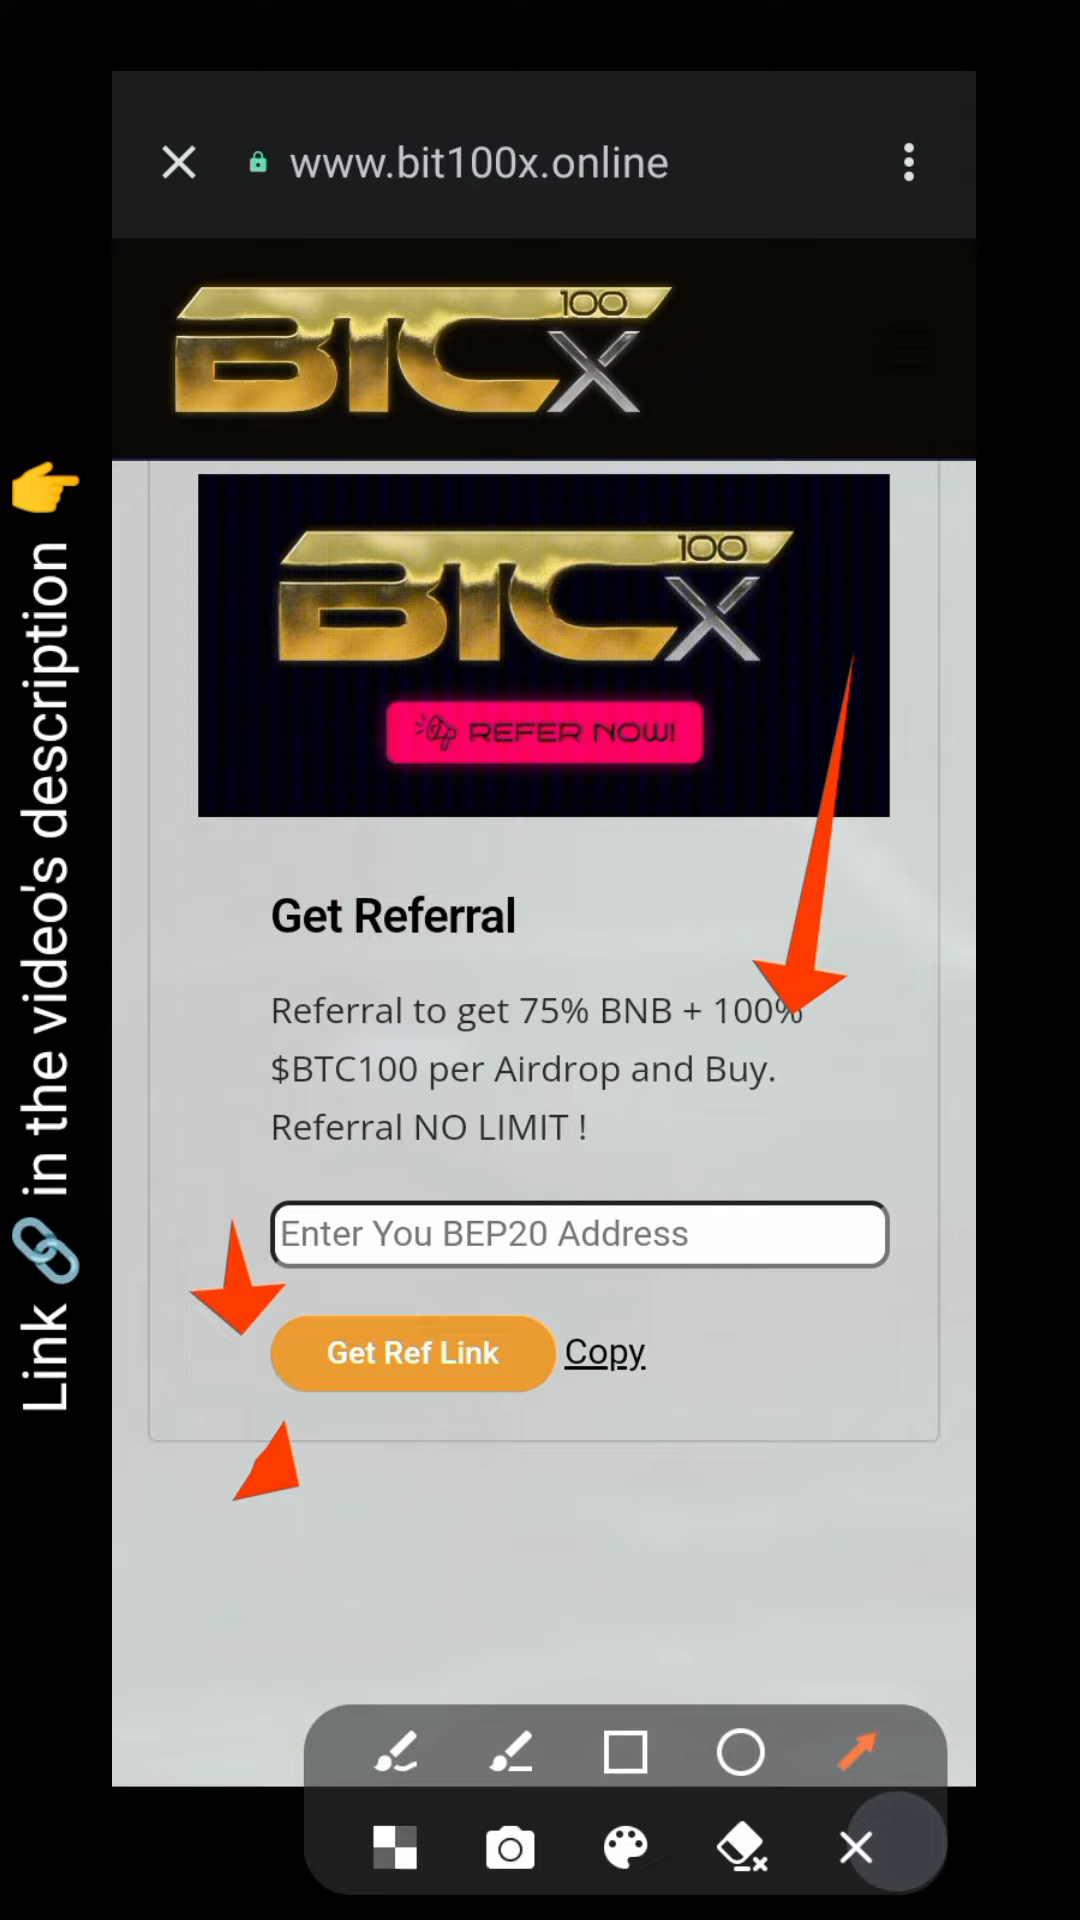 www.bit100x.online
BTCX 100
BTCX 100
REFER NOW!
Get Referral
Referral to get 75% BNB + 100%
$BTC100 per Airdrop and Buy.
Referral NO LIMIT !
Enter You BEP20 Address
Get Ref Link Copy
Link 🔗 in the video's description 👉